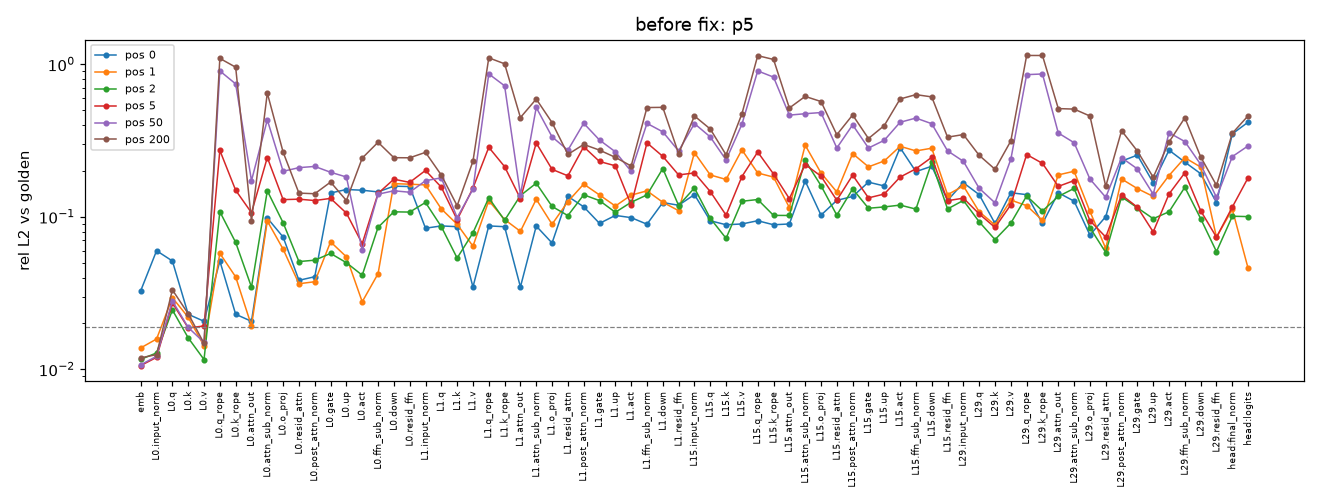 before fix: p5
rel L2 vs golden
10⁰
10⁻¹
10⁻²
pos 0
pos 1
pos 2
pos 5
pos 50
pos 200
emb
L0.input_norm
L0.q
L0.k
L0.v
L0.q_rope
L0.k_rope
L0.attn_out
L0.attn_sub_norm
L0.o_proj
L0.resid_attn
L0.post_attn_norm
L0.gate
L0.up
L0.act
L0.ffn_sub_norm
L0.down
L0.resid_ffn
L1.input_norm
L1.q
L1.k
L1.v
L1.q_rope
L1.k_rope
L1.attn_out
L1.attn_sub_norm
L1.o_proj
L1.resid_attn
L1.post_attn_norm
L1.gate
L1.up
L1.act
L1.ffn_sub_norm
L1.down
L1.resid_ffn
L15.input_norm
L15.q
L15.k
L15.v
L15.q_rope
L15.k_rope
L15.attn_out
L15.attn_sub_norm
L15.o_proj
L15.resid_attn
L15.post_attn_norm
L15.gate
L15.up
L15.act
L15.ffn_sub_norm
L15.down
L15.resid_ffn
L29.input_norm
L29.q
L29.k
L29.v
L29.q_rope
L29.k_rope
L29.attn_out
L29.attn_sub_norm
L29.o_proj
L29.resid_attn
L29.post_attn_norm
L29.gate
L29.up
L29.act
L29.ffn_sub_norm
L29.down
L29.resid_ffn
head:final_norm
head:logits